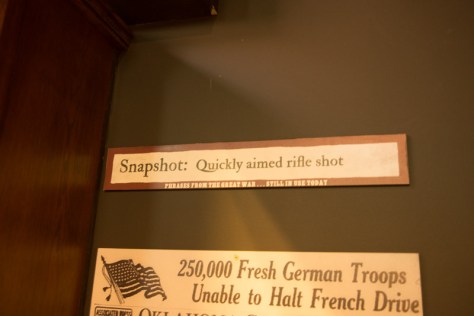 Snapshot: Quickly aimed rifle shot
PHRASES FROM THE GREAT WAR . . . STILL IN USE TODAY
250,000 Fresh German Troops
Unable to Halt French Drive
OKLAHOMA